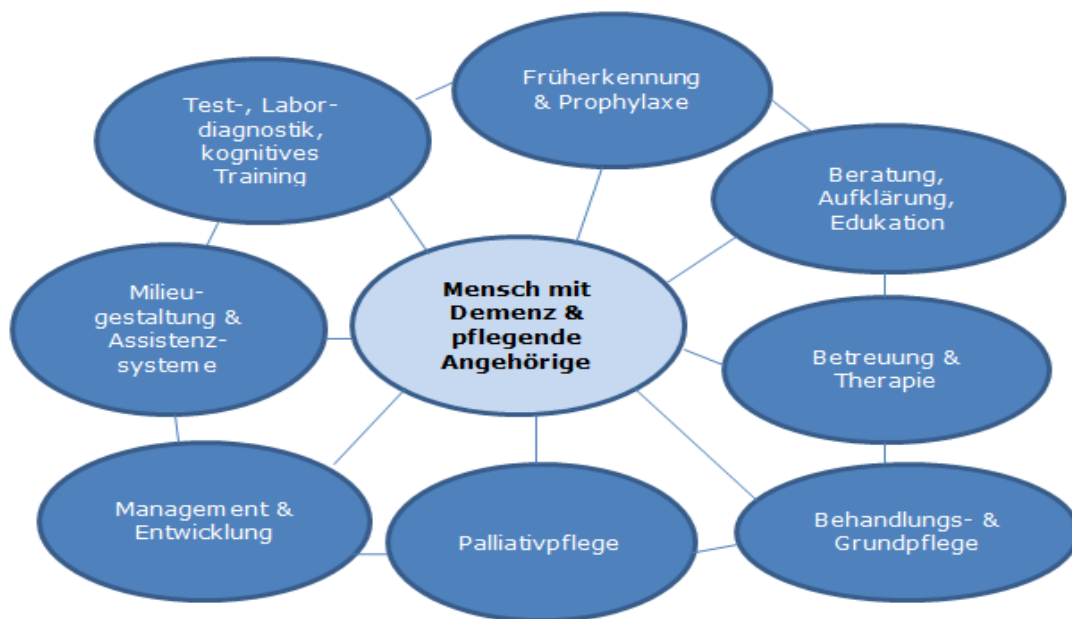 Früherkennung
& Prophylaxe
Test-, Labor-
diagnostik,
kognitives
Training
Beratung,
Aufklärung,
Edukation
Milieu-
gestaltung &
Assistenz-
systeme
Mensch mit
Demenz &
pflegende
Angehörige
Betreuung &
Therapie
Management &
Entwicklung
Palliativpflege
Behandlungs- &
Grundpflege